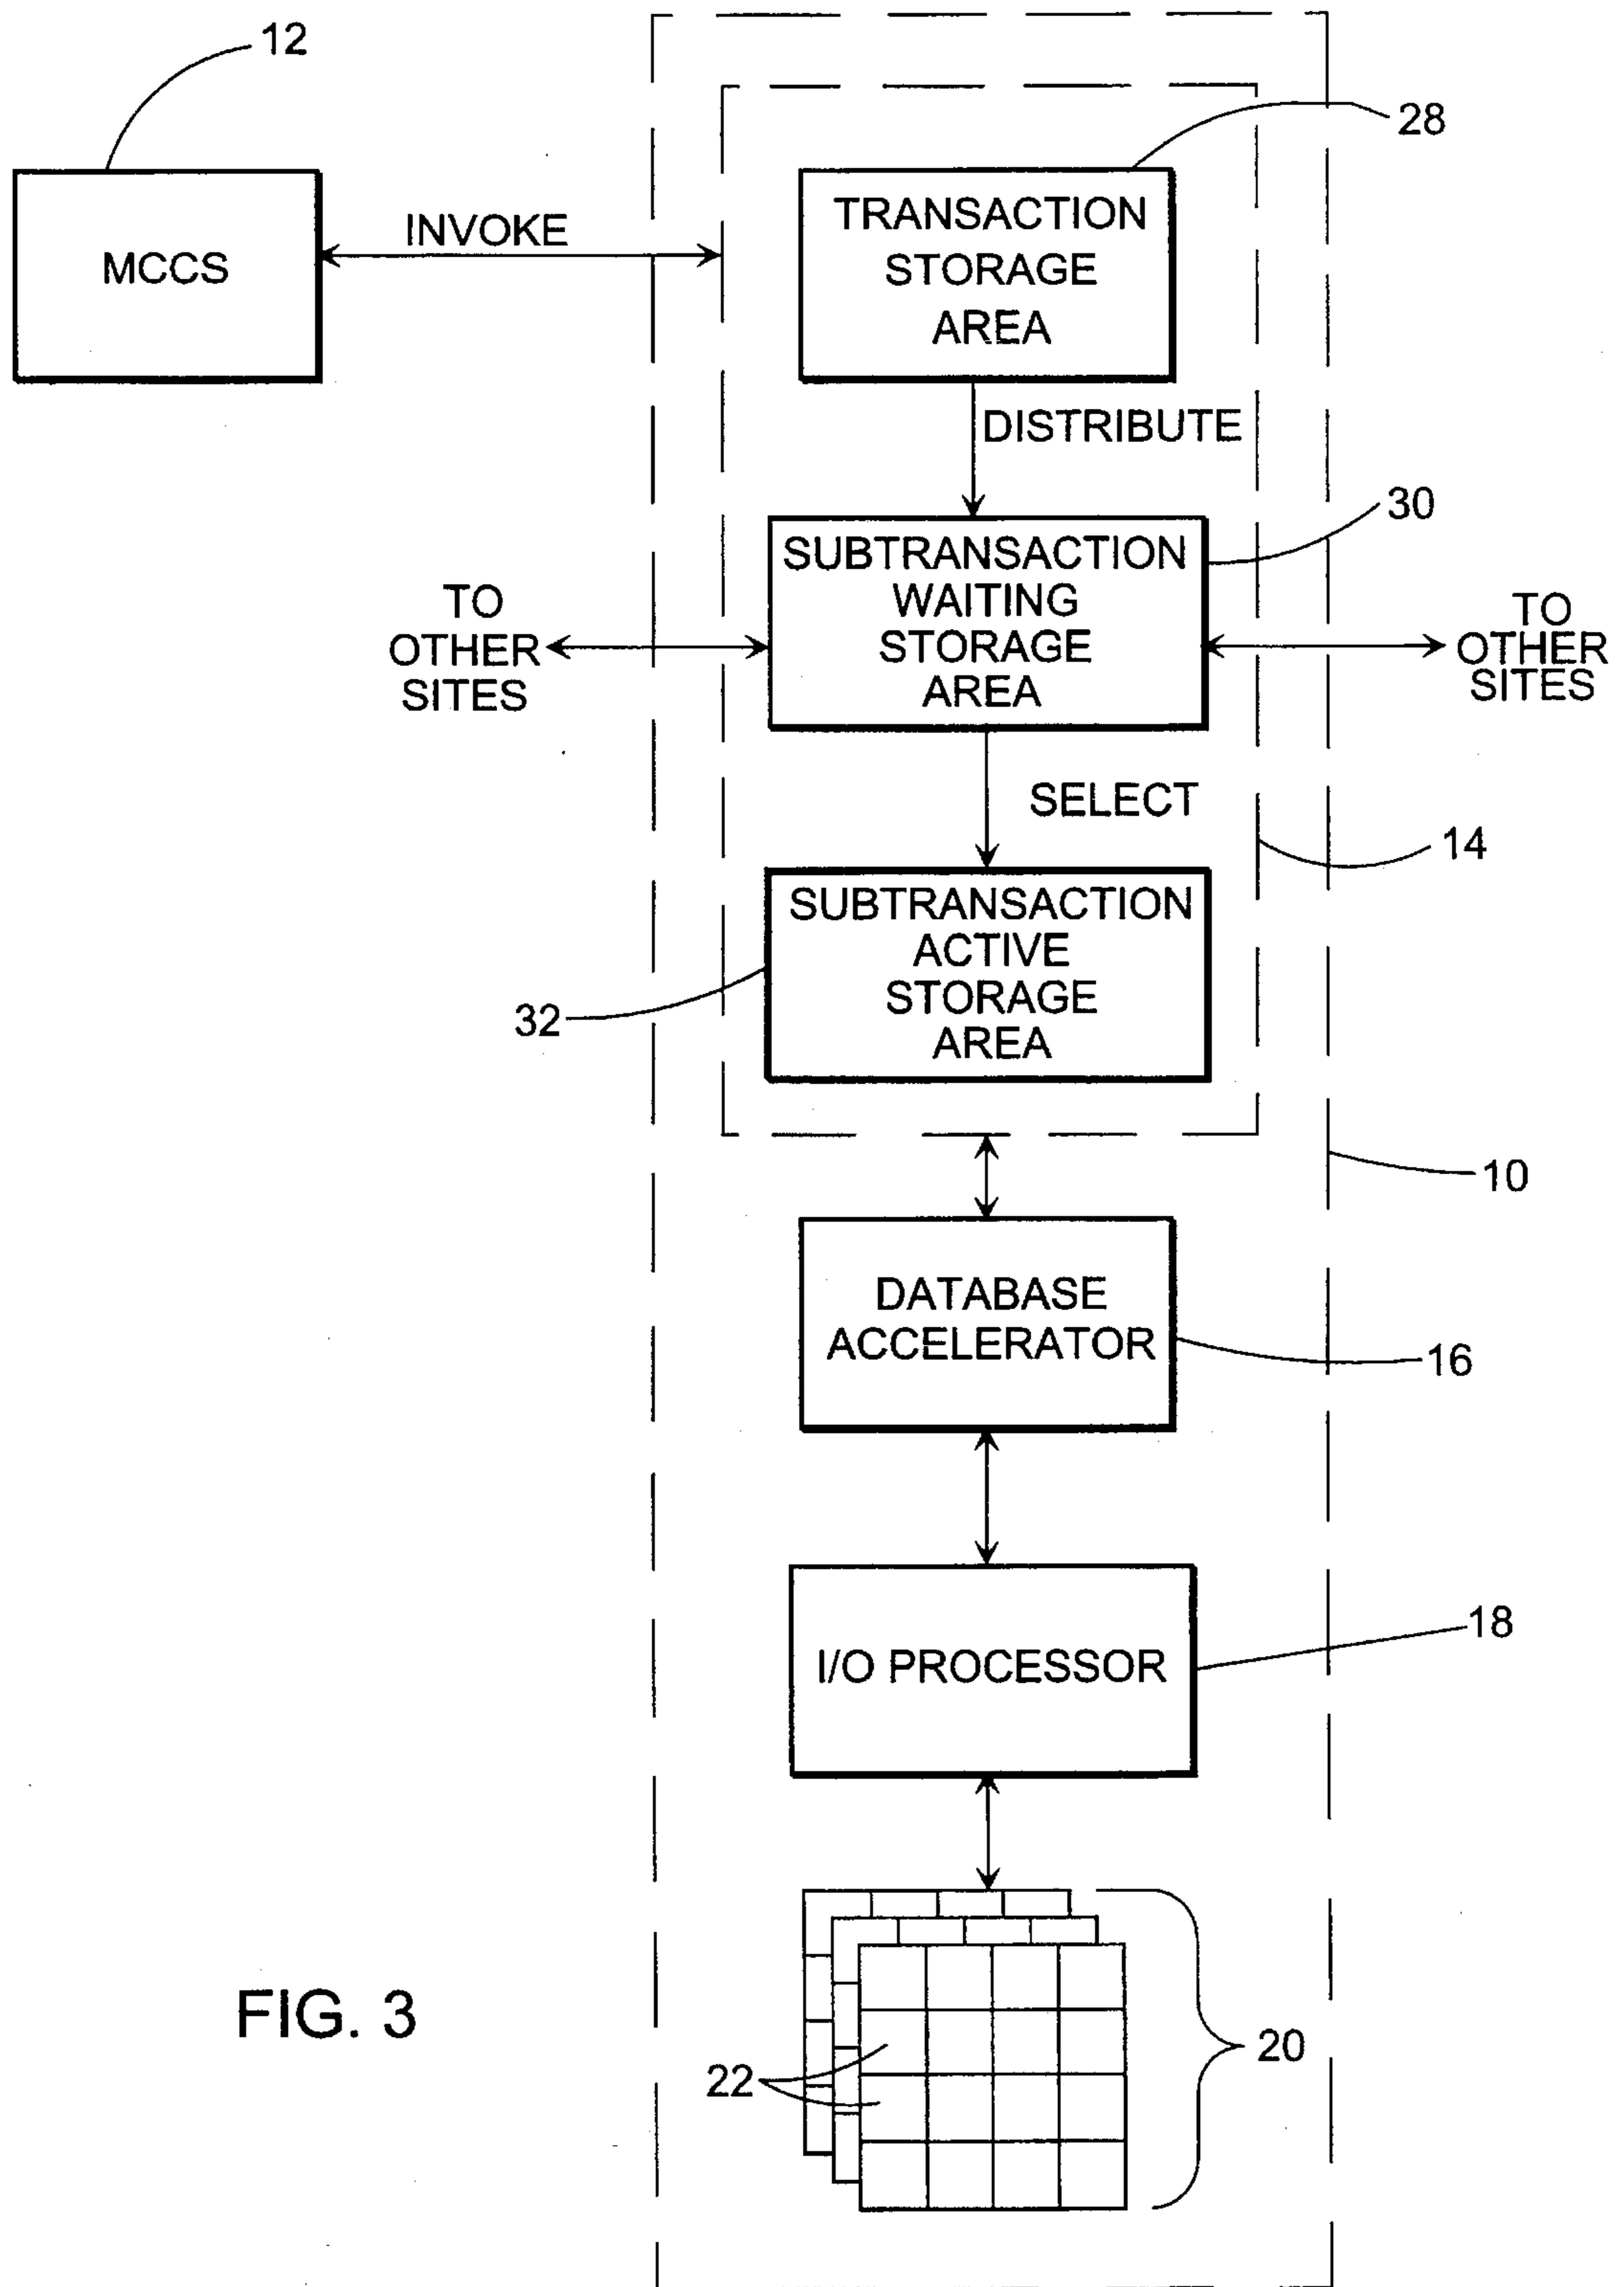 12
28
MCCS
INVOKE
TRANSACTION
STORAGE
AREA
DISTRIBUTE
30
SUBTRANSACTION
WAITING
STORAGE
AREA
TO
OTHER
SITES
TO
OTHER
SITES
SELECT
14
SUBTRANSACTION
ACTIVE
STORAGE
AREA
32
10
DATABASE
ACCELERATOR
16
I/O PROCESSOR
18
FIG. 3
22
20